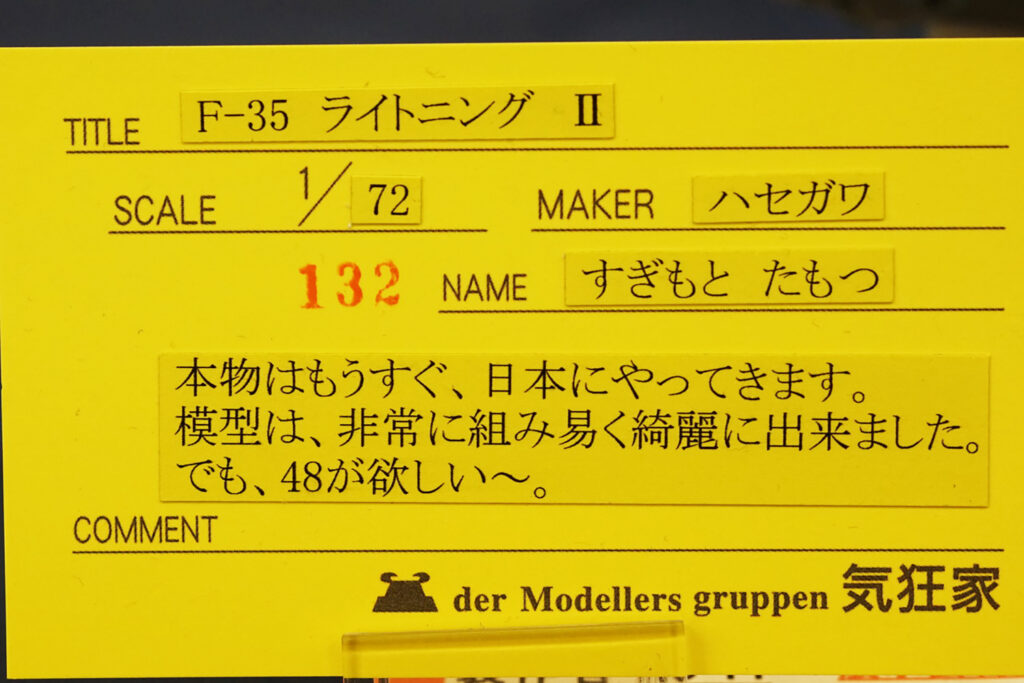 TITLE F-35 ライトニング Ⅱ
SCALE 1/72 MAKER ハセガワ
132 NAME すぎもと たもつ
本物はもうすぐ、日本にやってきます。
模型は、非常に組み易く綺麗に出来ました。
でも、48が欲しい〜。
COMMENT
der Modellers gruppen 気狂家